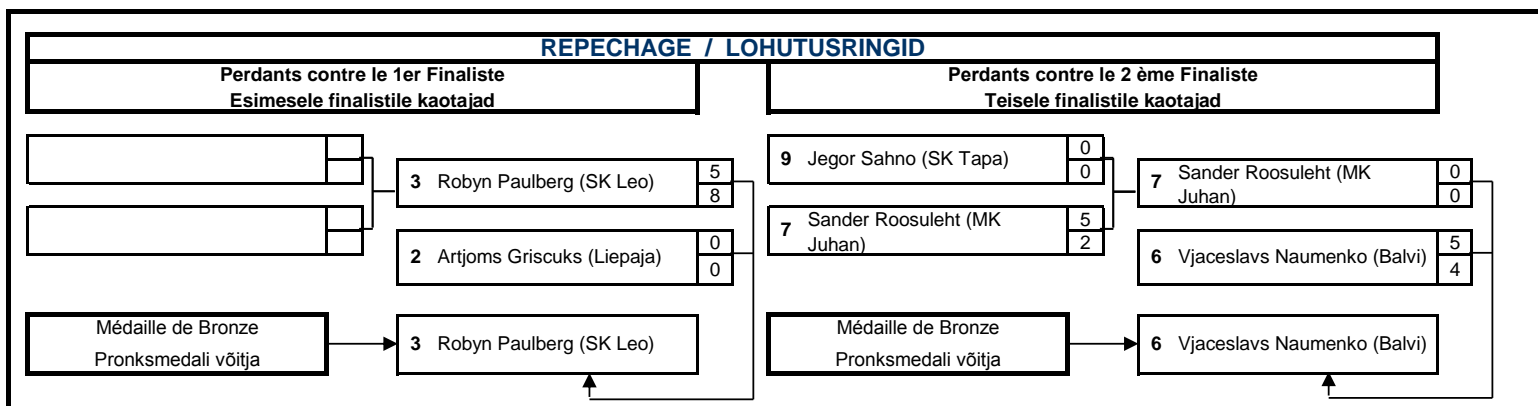 REPECHAGE / LOHUTUSRINGID
Perdants contre le 1er Finaliste
Esimesele finalistile kaotajad
3 Robyn Paulberg (SK Leo) 5
8
2 Artjoms Griscuks (Liepaja) 0
0
Médaille de Bronze
Pronksmedali võitja
3 Robyn Paulberg (SK Leo)
Perdants contre le 2 ème Finaliste
Teisele finalistile kaotajad
9 Jegor Sahno (SK Tapa) 0
0
7 Sander Roosuleht (MK 5
Juhan) 2
7 Sander Roosuleht (MK 0
Juhan) 0
6 Vjaceslavs Naumenko (Balvi) 5
4
Médaille de Bronze
Pronksmedali võitja
6 Vjaceslavs Naumenko (Balvi)